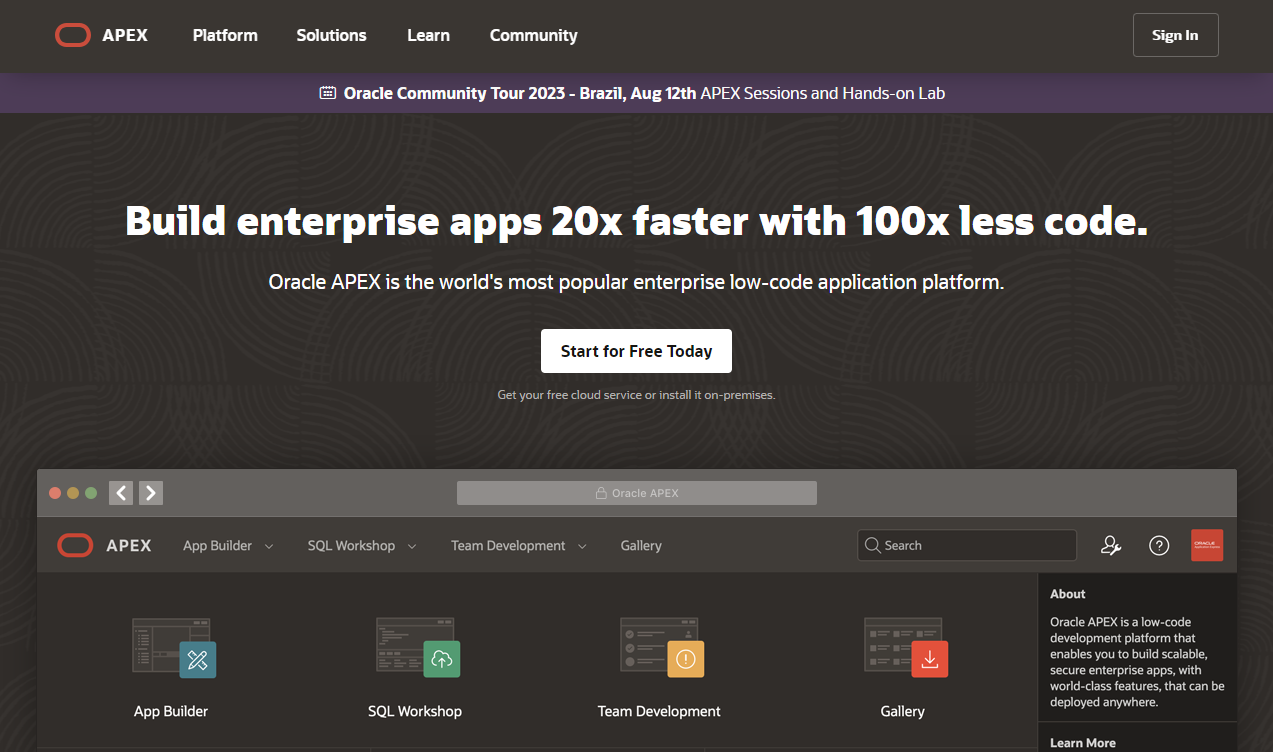 APEX Platform Solutions Learn Community Sign In
Oracle Community Tour 2023 - Brazil, Aug 12th APEX Sessions and Hands-on Lab
Build enterprise apps 20x faster with 100x less code.
Oracle APEX is the world's most popular enterprise low-code application platform.
Start for Free Today
Get your free cloud service or install it on-premises.
Oracle APEX
APEX App Builder SQL Workshop Team Development Gallery Search
ORACLE
App Builder
SQL Workshop
Team Development
Gallery
About
Oracle APEX is a low-code
development platform that
enables you to build scalable,
secure enterprise apps, with
world-class features, that can be
deployed anywhere.
Learn More